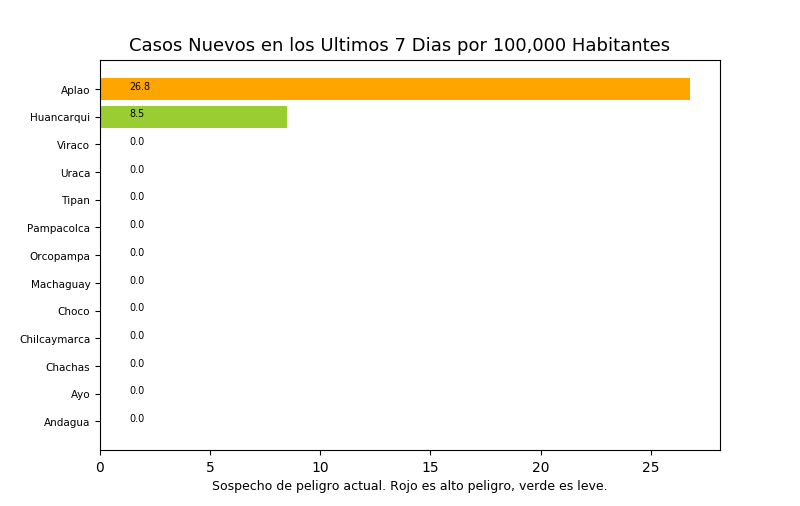 Casos Nuevos en los Ultimos 7 Dias por 100,000 Habitantes
Aplao 26.8
Huancarqui 8.5
Viraco 0.0
Uraca 0.0
Tipan 0.0
Pampacolca 0.0
Orcopampa 0.0
Machaguay 0.0
Choco 0.0
Chilcaymarca 0.0
Chachas 0.0
Ayo 0.0
Andagua 0.0
0 5 10 15 20 25
Sospecho de peligro actual. Rojo es alto peligro, verde es leve.